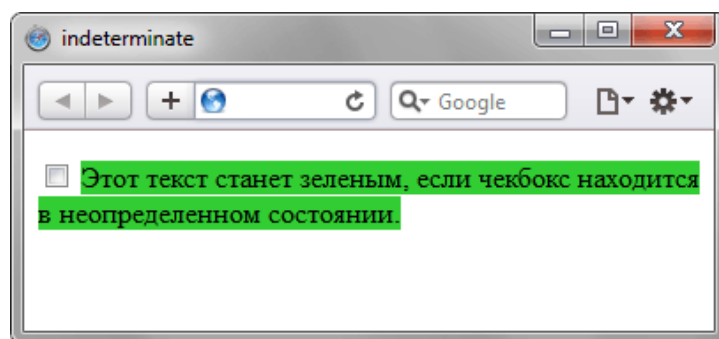 indeterminate
Google
Этот текст станет зеленым, если чекбокс находится
в неопределенном состоянии.